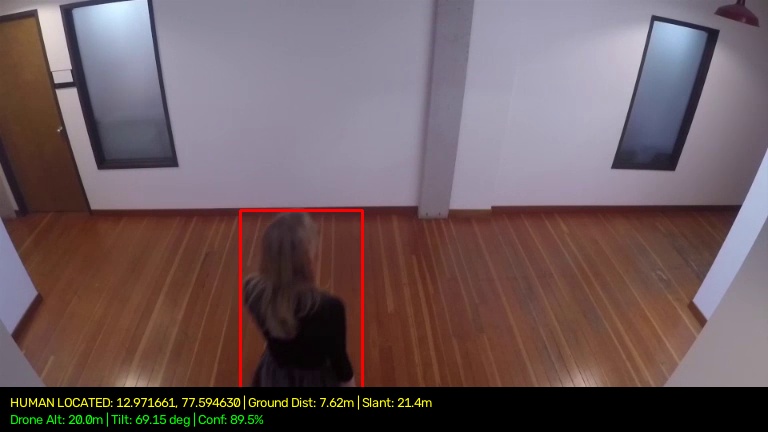 HUMAN LOCATED: 12.971661, 77.594630 | Ground Dist: 7.62m | Slant: 21.4m
Drone Alt: 20.0m | Tilt: 69.15 deg | Conf: 89.5%